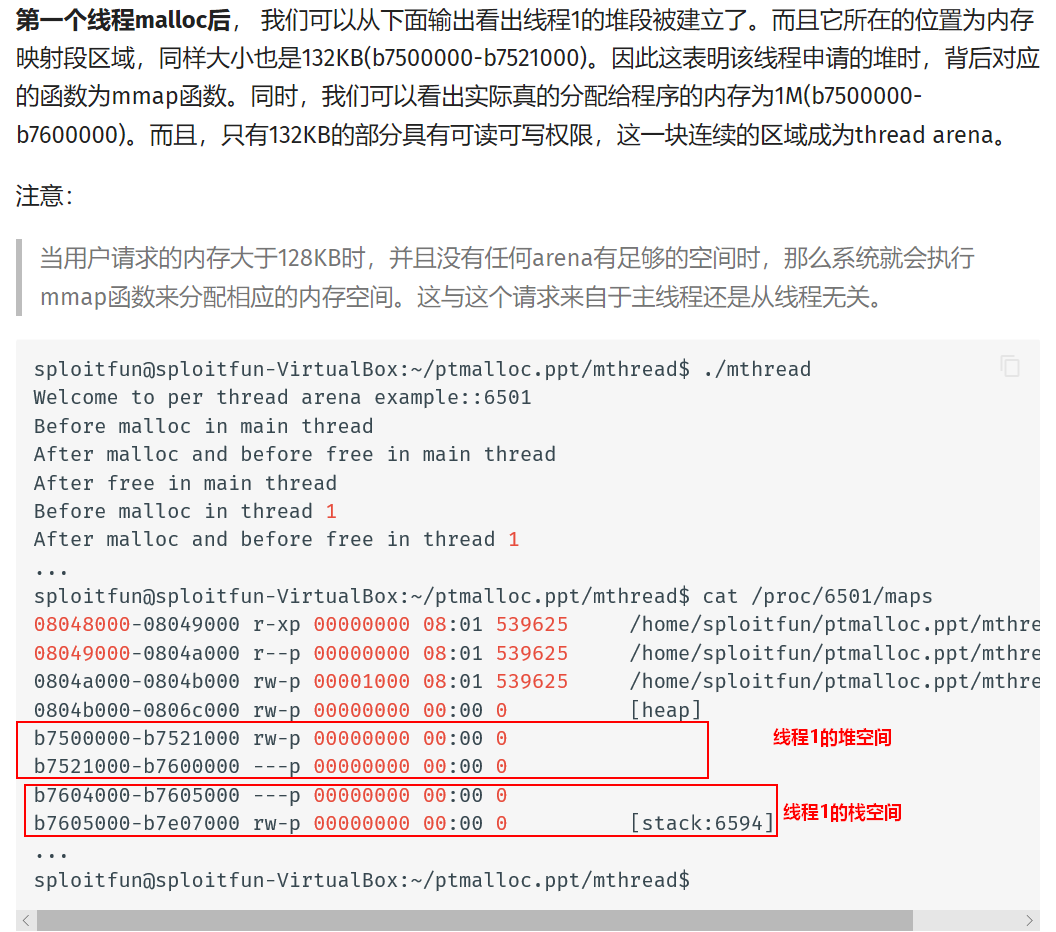 第一个线程malloc后， 我们可以从下面输出看出线程1的堆段被建立了。而且它所在的位置为内存
映射段区域，同样大小也是132KB(b7500000-b7521000)。因此这表明该线程申请的堆时，背后对应
的函数为mmap函数。同时，我们可以看出实际真的分配给程序的内存为1M(b7500000-
b7600000)。而且，只有132KB的部分具有可读可写权限，这一块连续的区域成为thread arena。
注意：
当用户请求的内存大于128KB时，并且没有任何arena有足够的空间时，那么系统就会执行
mmap函数来分配相应的内存空间。这与这个请求来自于主线程还是从线程无关。
sploitfun@sploitfun-VirtualBox:~/ptmalloc.ppt/mthread$ ./mthread
Welcome to per thread arena example::6501
Before malloc in main thread
After malloc and before free in main thread
After free in main thread
Before malloc in thread 1
After malloc and before free in thread 1
...
sploitfun@sploitfun-VirtualBox:~/ptmalloc.ppt/mthread$ cat /proc/6501/maps
08048000-08049000 r-xp 00000000 08:01 539625     /home/sploitfun/ptmalloc.ppt/mthre
08049000-0804a000 r--p 00000000 08:01 539625     /home/sploitfun/ptmalloc.ppt/mthre
0804a000-0804b000 rw-p 00001000 08:01 539625     /home/sploitfun/ptmalloc.ppt/mthre
0804b000-0806c000 rw-p 00000000 00:00 0          [heap]
b7500000-b7521000 rw-p 00000000 00:00 0
线程1的堆空间
b7521000-b7600000 ---p 00000000 00:00 0
b7604000-b7605000 ---p 00000000 00:00 0
线程1的栈空间
b7605000-b7e07000 rw-p 00000000 00:00 0          [stack:6594]
...
sploitfun@sploitfun-VirtualBox:~/ptmalloc.ppt/mthread$